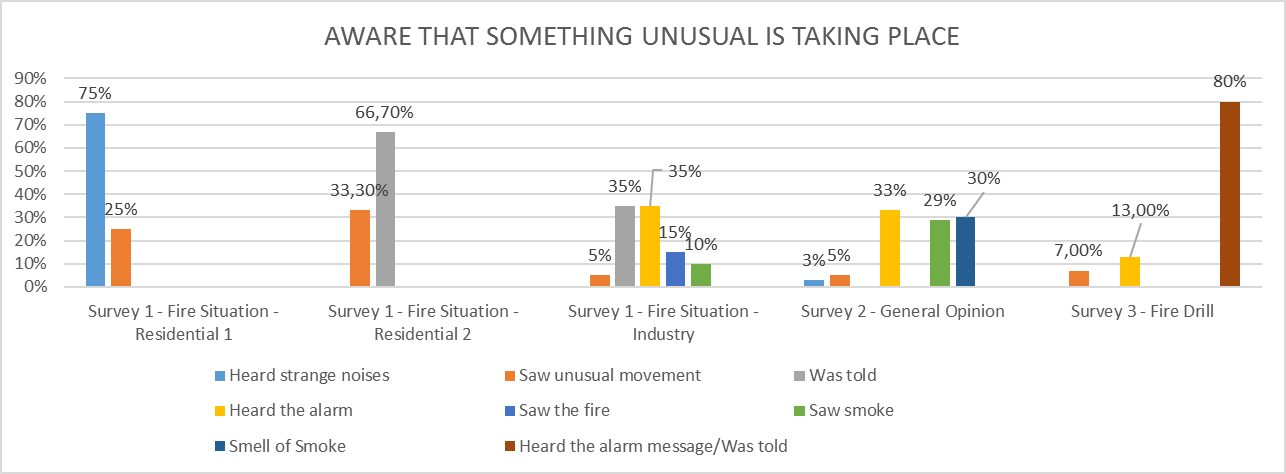 AWARE THAT SOMETHING UNUSUAL IS TAKING PLACE
90%
80%
70%
60%
50%
40%
30%
20%
10%
0%
75%
25%
33,30%
66,70%
5%
35%
35%
15%
10%
3%
5%
33%
29%
30%
7,00%
13,00%
80%
Survey 1 - Fire Situation -
Residential 1
Survey 1 - Fire Situation -
Residential 2
Survey 1 - Fire Situation -
Industry
Survey 2 - General Opinion
Survey 3 - Fire Drill
Heard strange noises
Saw unusual movement
Was told
Heard the alarm
Saw the fire
Saw smoke
Smell of Smoke
Heard the alarm message/Was told